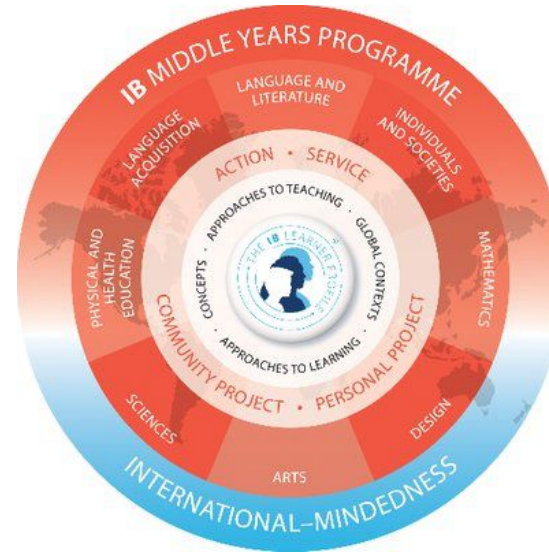 IB MIDDLE YEARS PROGRAMME
LANGUAGE AND
LITERATURE
INDIVIDUALS
AND SOCIETIES
MATHEMATICS
DESIGN
ARTS
SCIENCES
PHYSICAL AND
HEALTH
EDUCATION
LANGUAGE
ACQUISITION
ACTION • SERVICE
PERSONAL PROJECT
COMMUNITY PROJECT •
APPROACHES TO TEACHING ·
GLOBAL CONTEXTS ·
APPROACHES TO LEARNING ·
CONCEPTS ·
THE IB LEARNER PROFILE
INTERNATIONAL–MINDEDNESS